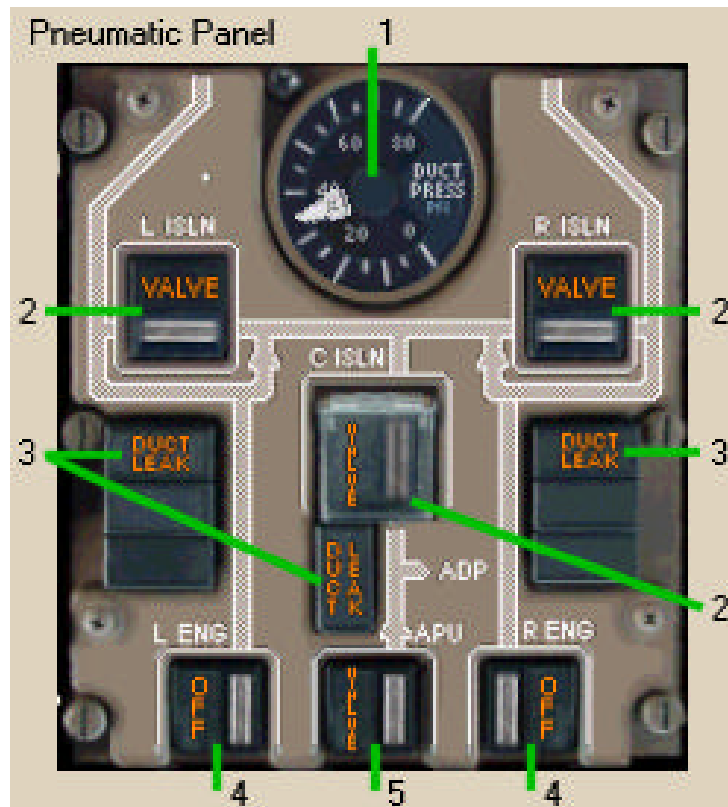 Pneumatic Panel 1
60 80
DUCT
PRESS
PSI
40
20 0
L ISLN R ISLN
VALVE VALVE
2 2
C ISLN
VALVE
3 DUCT LEAK DUCT LEAK 3
DUCT LEAK
ADP
2
L ENG APU R ENG
OFF VALVE OFF
4 5 4